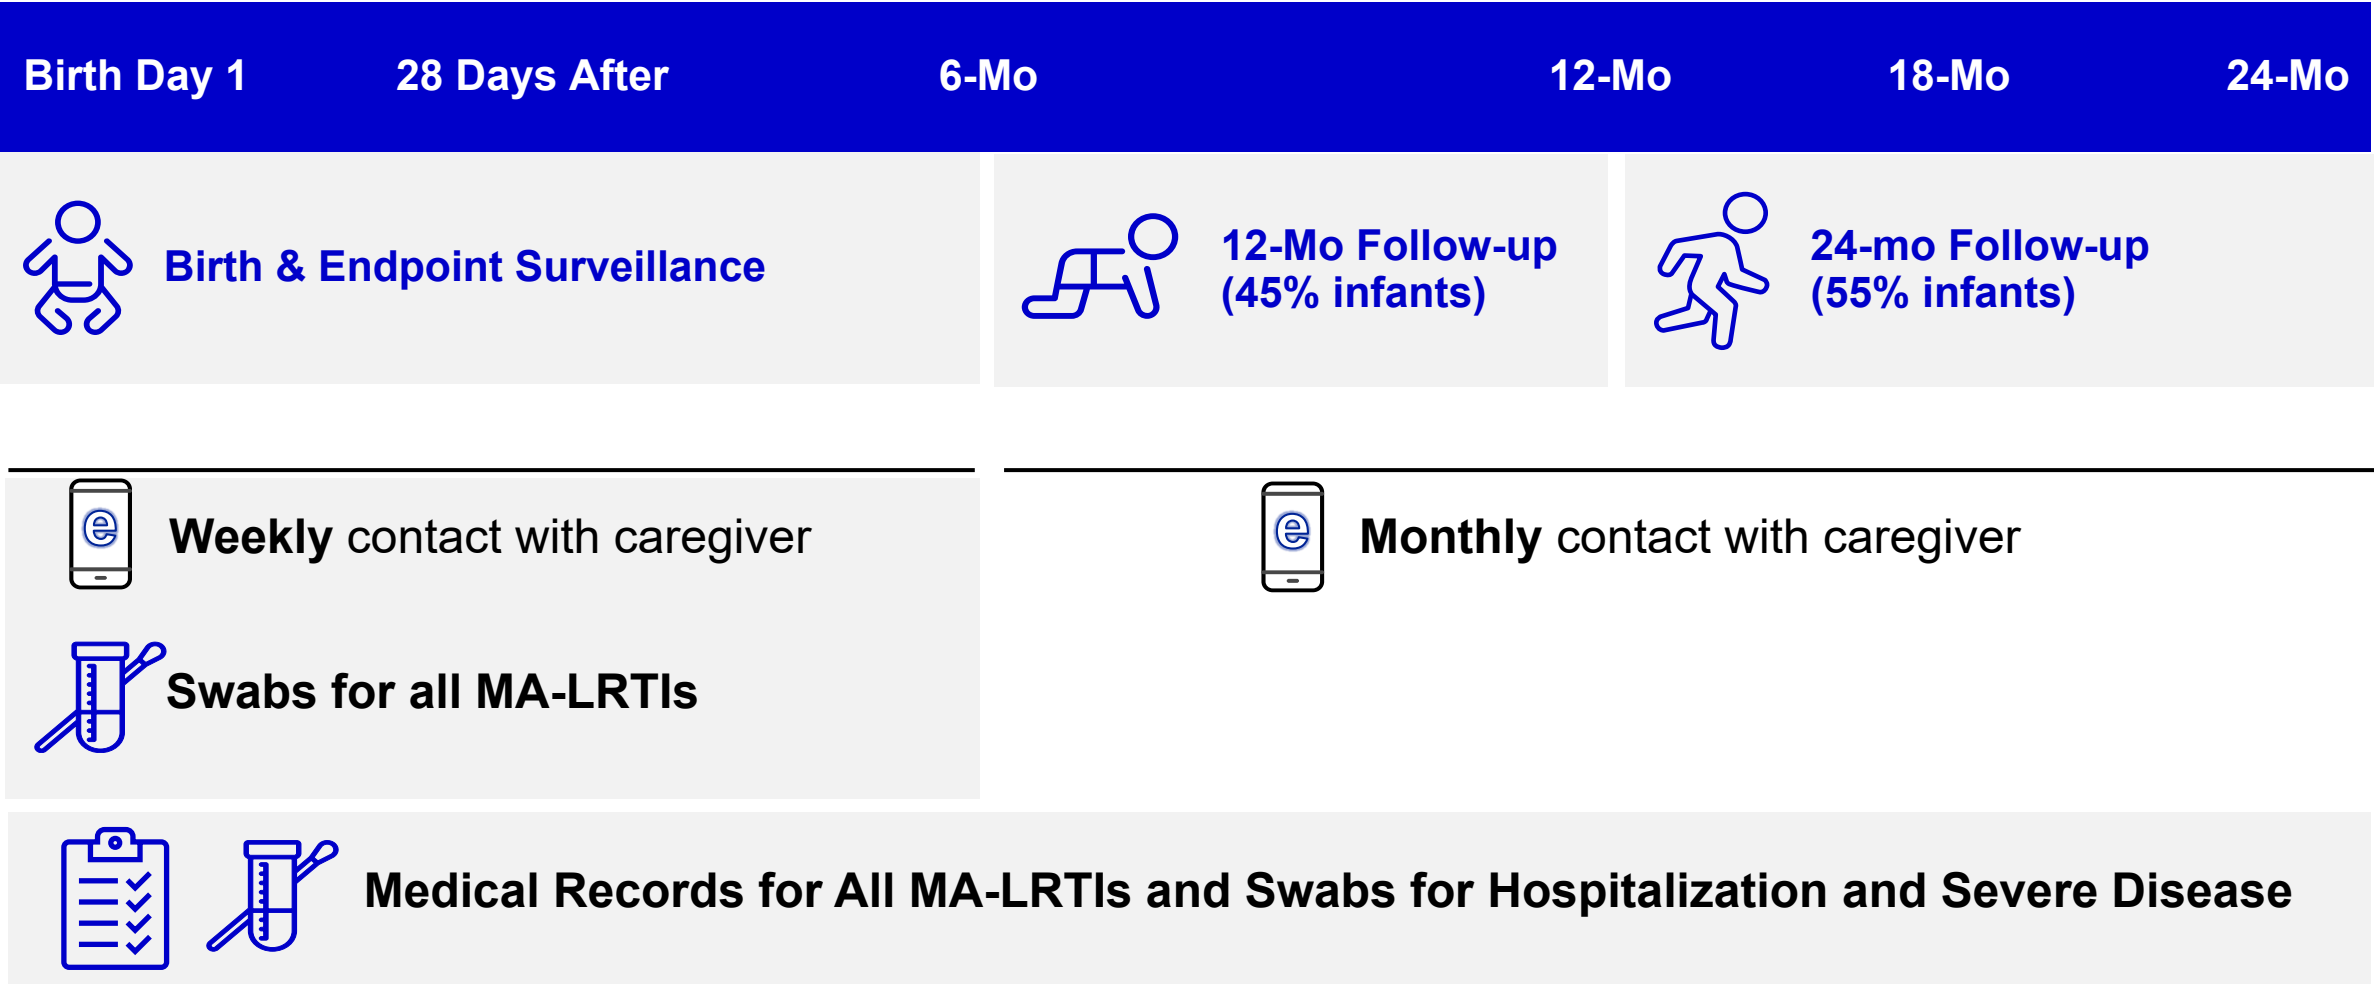 Birth Day 1 28 Days After 6-Mo 12-Mo 18-Mo 24-Mo
Birth & Endpoint Surveillance
12-Mo Follow-up
(45% infants)
24-mo Follow-up
(55% infants)
e
Weekly contact with caregiver
e
Monthly contact with caregiver
Swabs for all MA-LRTIs
Medical Records for All MA-LRTIs and Swabs for Hospitalization and Severe Disease